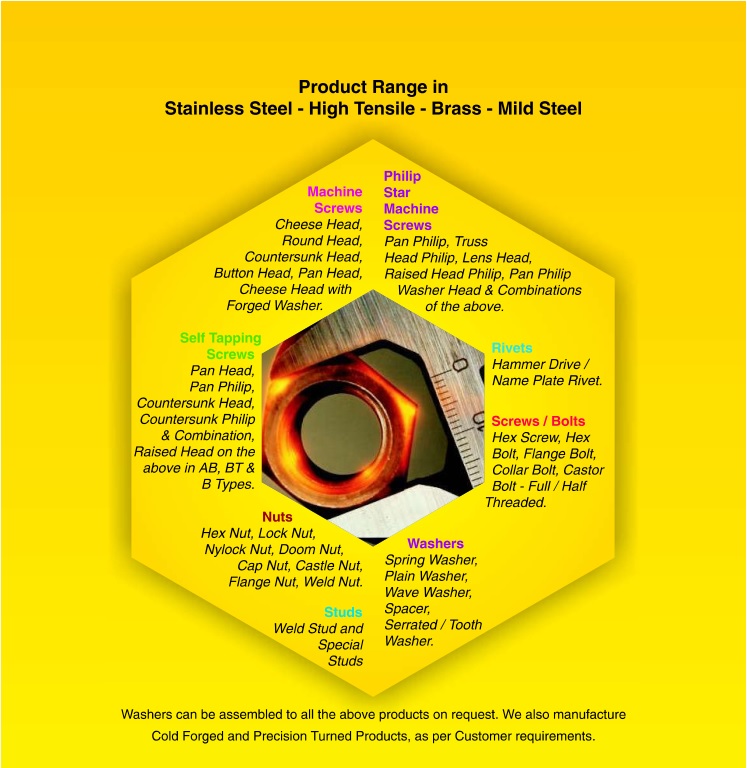 Product Range in
Stainless Steel - High Tensile - Brass - Mild Steel
Machine
Screws
Cheese Head,
Round Head,
Countersunk Head,
Button Head, Pan Head,
Cheese Head with
Forged Washer.
Philip
Star
Machine
Screws
Pan Philip, Truss
Head Philip, Lens Head,
Raised Head Philip, Pan Philip
Washer Head & Combinations
of the above.
Self Tapping
Screws
Pan Head,
Pan Philip,
Countersunk Head,
Countersunk Philip
& Combination,
Raised Head on the
above in AB, BT &
B Types.
Rivets
Hammer Drive /
Name Plate Rivet.
Screws / Bolts
Hex Screw, Hex
Bolt, Flange Bolt,
Collar Bolt, Castor
Bolt - Full / Half
Threaded.
Nuts
Hex Nut, Lock Nut,
Nylock Nut, Doom Nut,
Cap Nut, Castle Nut,
Flange Nut, Weld Nut.
Washers
Spring Washer,
Plain Washer,
Wave Washer,
Spacer,
Serrated / Tooth
Washer.
Studs
Weld Stud and
Special
Studs
0
Washers can be assembled to all the above products on request. We also manufacture
Cold Forged and Precision Turned Products, as per Customer requirements.